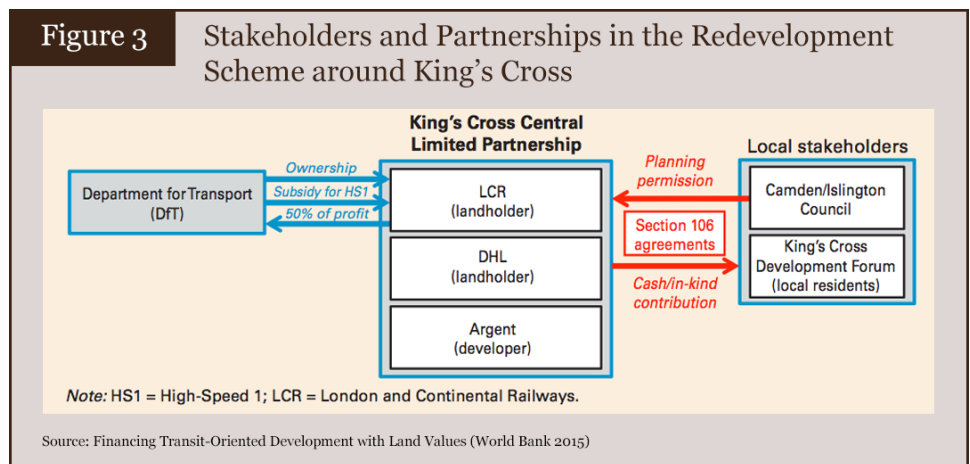 Figure 3
Stakeholders and Partnerships in the Redevelopment
Scheme around King’s Cross
King’s Cross Central
Limited Partnership
Local stakeholders
Department for Transport
(DfT)
Ownership
Subsidy for HS1
50% of profit
LCR
(landholder)
DHL
(landholder)
Argent
(developer)
Planning
permission
Section 106
agreements
Cash/in-kind
contribution
Camden/Islington
Council
King’s Cross
Development Forum
(local residents)
Note: HS1 = High-Speed 1; LCR = London and Continental Railways.
Source: Financing Transit-Oriented Development with Land Values (World Bank 2015)